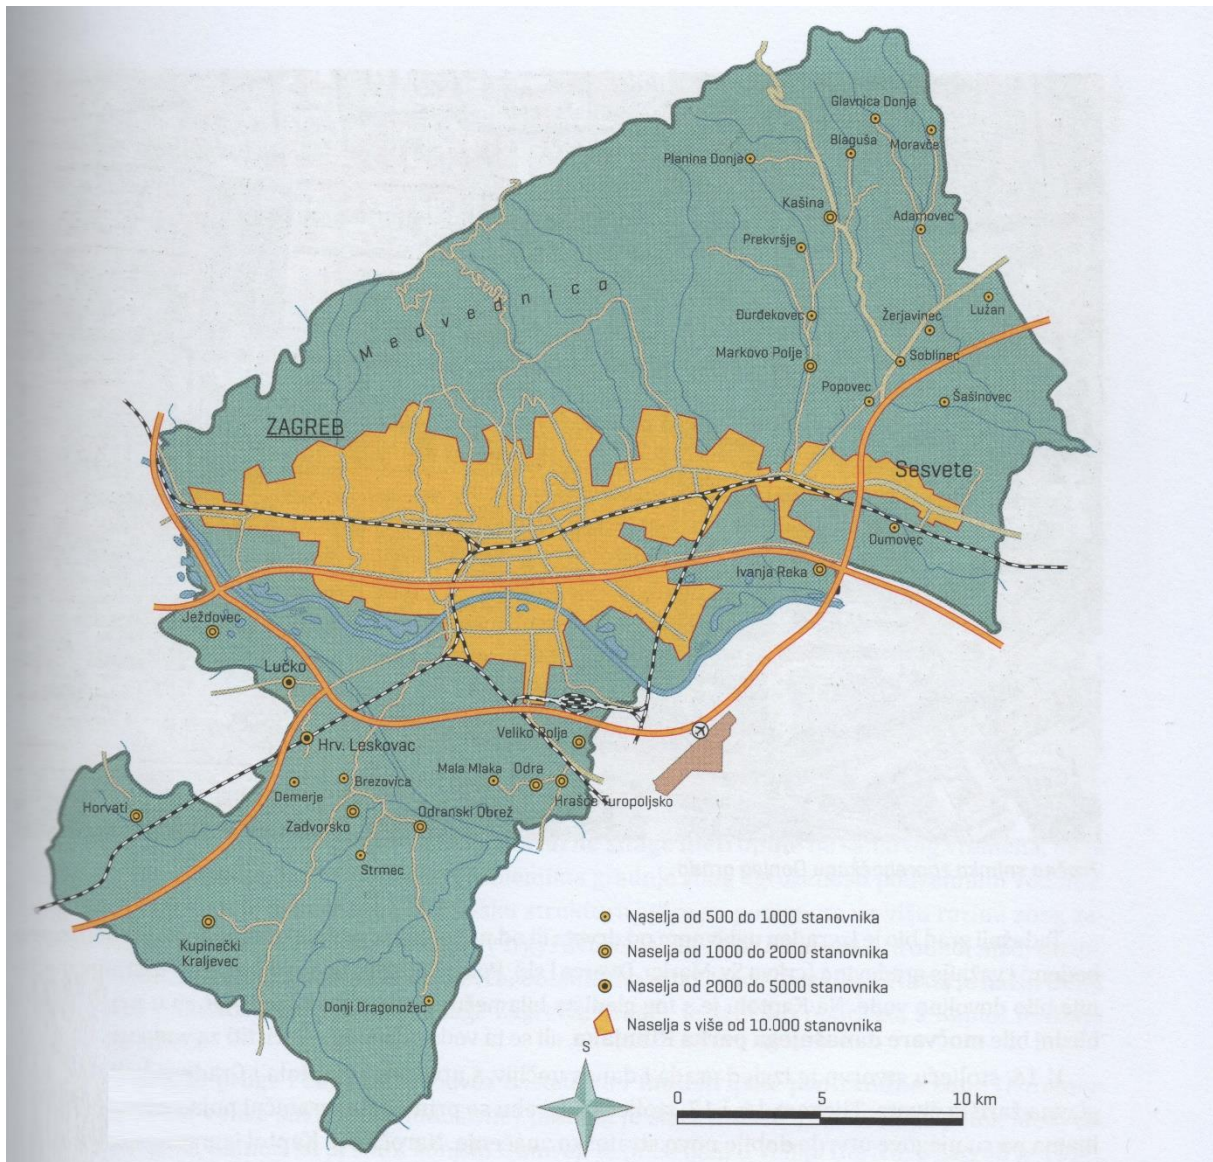 Glavnica Donja
Blaguša
Moravče
Planina Donja
Kašina
Adamovec
Prekvršje
Lužan
Medvednica
Đurđekovec
Žerjavinec
Markovo Polje
Soblinec
Popovec
Šašinovec
ZAGREB
Sesvete
Dumovec
Ivanja Reka
Ježdovec
Lučko
Veliko Polje
Hrv. Leskovac
Mala Mlaka
Odra
Brezovica
Demerje
Hrašće Turopoljsko
Horvati
Odranski Obrež
Zadvorsko
Strmec
Kupinečki
Kraljevec
Donji Dragonožec
Naselja od 500 do 1000 stanovnika
Naselja od 1000 do 2000 stanovnika
Naselja od 2000 do 5000 stanovnika
Naselja s više od 10.000 stanovnika
S
0 5 10 km